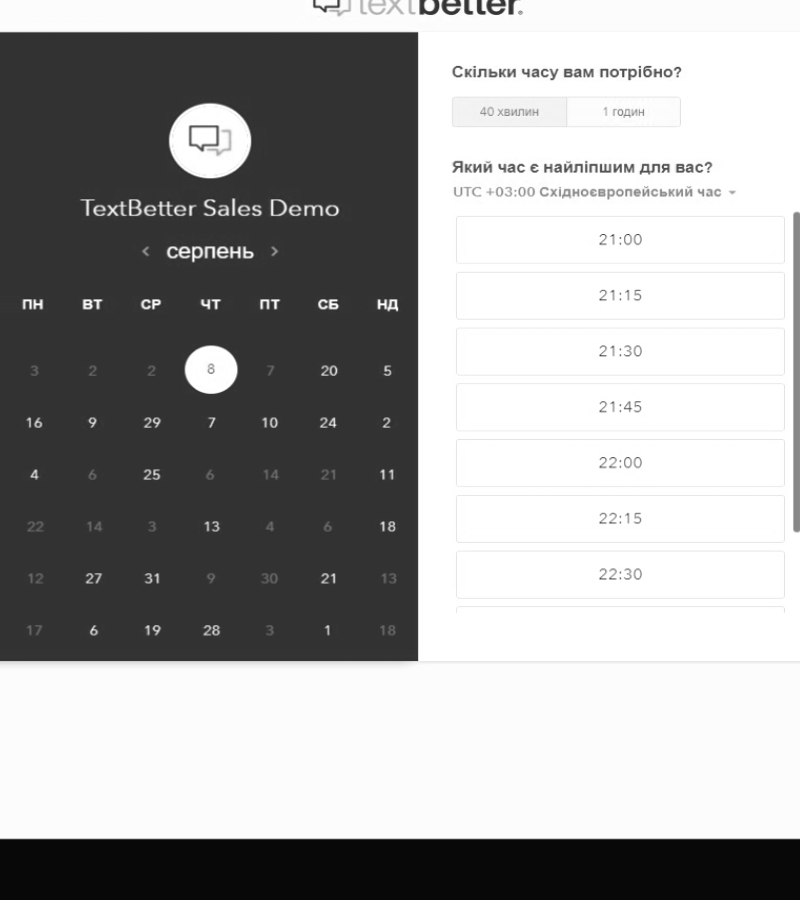 textbetter.
TextBetter Sales Demo
< серпень >
ПН ВТ СР ЧТ ПТ СБ НД
3 2 2 8 7 20 5
16 9 29 7 10 24 2
4 6 25 6 14 21 11
22 14 3 13 4 6 18
12 27 31 9 30 21 13
17 6 19 28 3 1 18
Скільки часу вам потрібно?
40 хвилин 1 годин
Який час є найліпшим для вас?
UTC +03:00 Східноєвропейський час
21:00
21:15
21:30
21:45
22:00
22:15
22:30